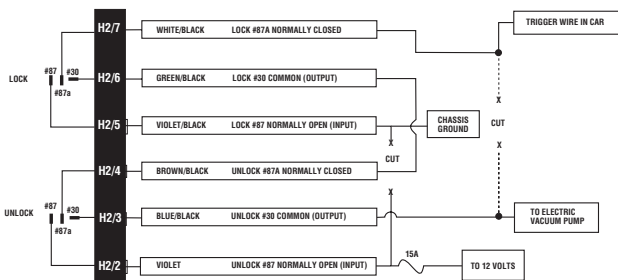 TRIGGER WIRE IN CAR
H2/7 WHITE/BLACK LOCK #87A NORMALLY CLOSED
#87 #30
LOCK H2/6 GREEN/BLACK LOCK #30 COMMON (OUTPUT)
#87a
CHASSIS GROUND
X
CUT
X
H2/5 VIOLET/BLACK LOCK #87 NORMALLY OPEN (INPUT)
X
CUT
X
H2/4 BROWN/BLACK UNLOCK #87A NORMALLY CLOSED
#87 #30
UNLOCK H2/3 BLUE/BLACK UNLOCK #30 COMMON (OUTPUT)
#87a
TO ELECTRIC
VACUUM PUMP
15A
H2/2 VIOLET UNLOCK #87 NORMALLY OPEN (INPUT)
TO 12 VOLTS